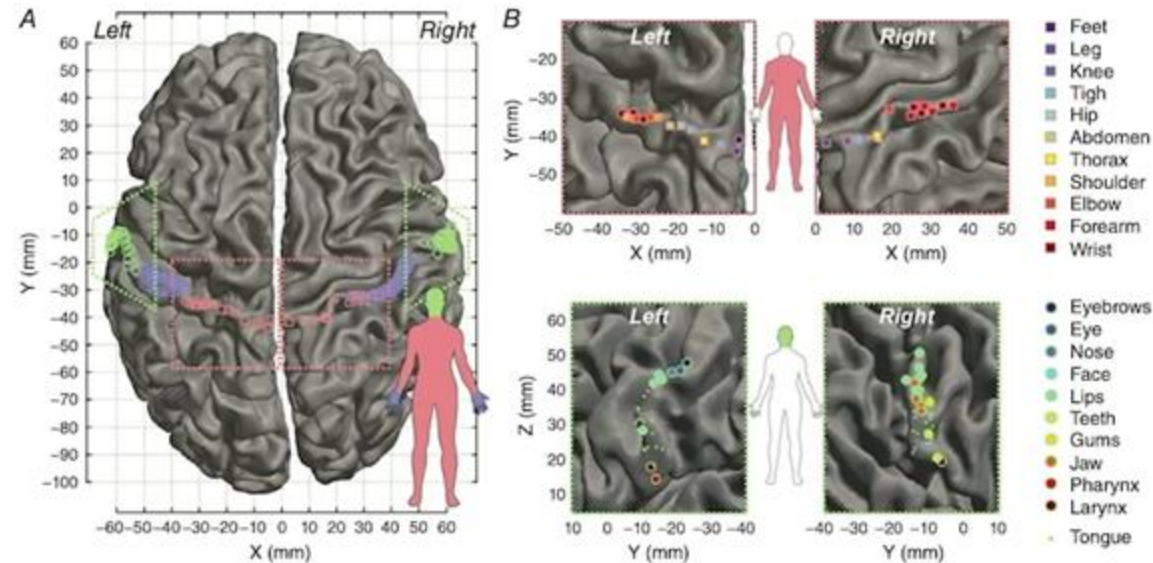 A
Left
Right
60
50
40
30
20
10
0
−10
−20
−30
−40
−50
−60
−70
−80
−90
−100
Y (mm)
−60−50−40−30−20−10 0 10 20 30 40 50 60
X (mm)
B
Left
Right
−20
−30
−40
−50
Y (mm)
−50 −40 −30 −20 −10 0
X (mm)
0 10 20 30 40 50
X (mm)
Feet
Leg
Knee
Tigh
Hip
Abdomen
Thorax
Shoulder
Elbow
Forearm
Wrist
Left
Right
60
50
40
30
20
10
Z (mm)
10 0 −10 −20 −30 −40
Y (mm)
−40 −30 −20 −10 0 10
Y (mm)
Eyebrows
Eye
Nose
Face
Lips
Teeth
Gums
Jaw
Pharynx
Larynx
Tongue